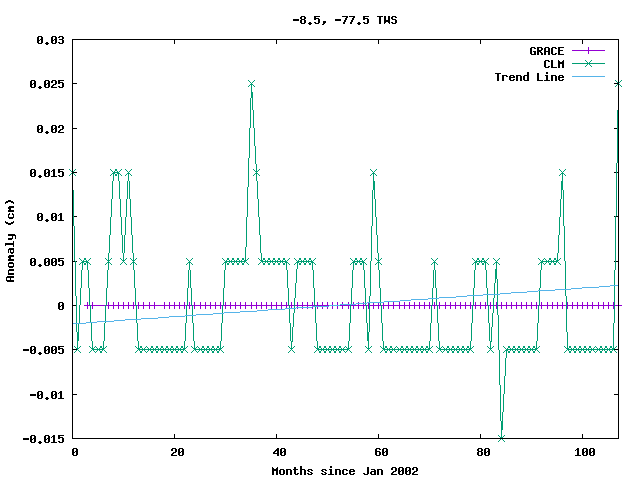 -8.5, -77.5 TWS
GRACE
CLM
Trend Line
0.03
0.025
0.02
0.015
0.01
0.005
0
-0.005
-0.01
-0.015
Anomaly (cm)
0 20 40 60 80 100
Months since Jan 2002